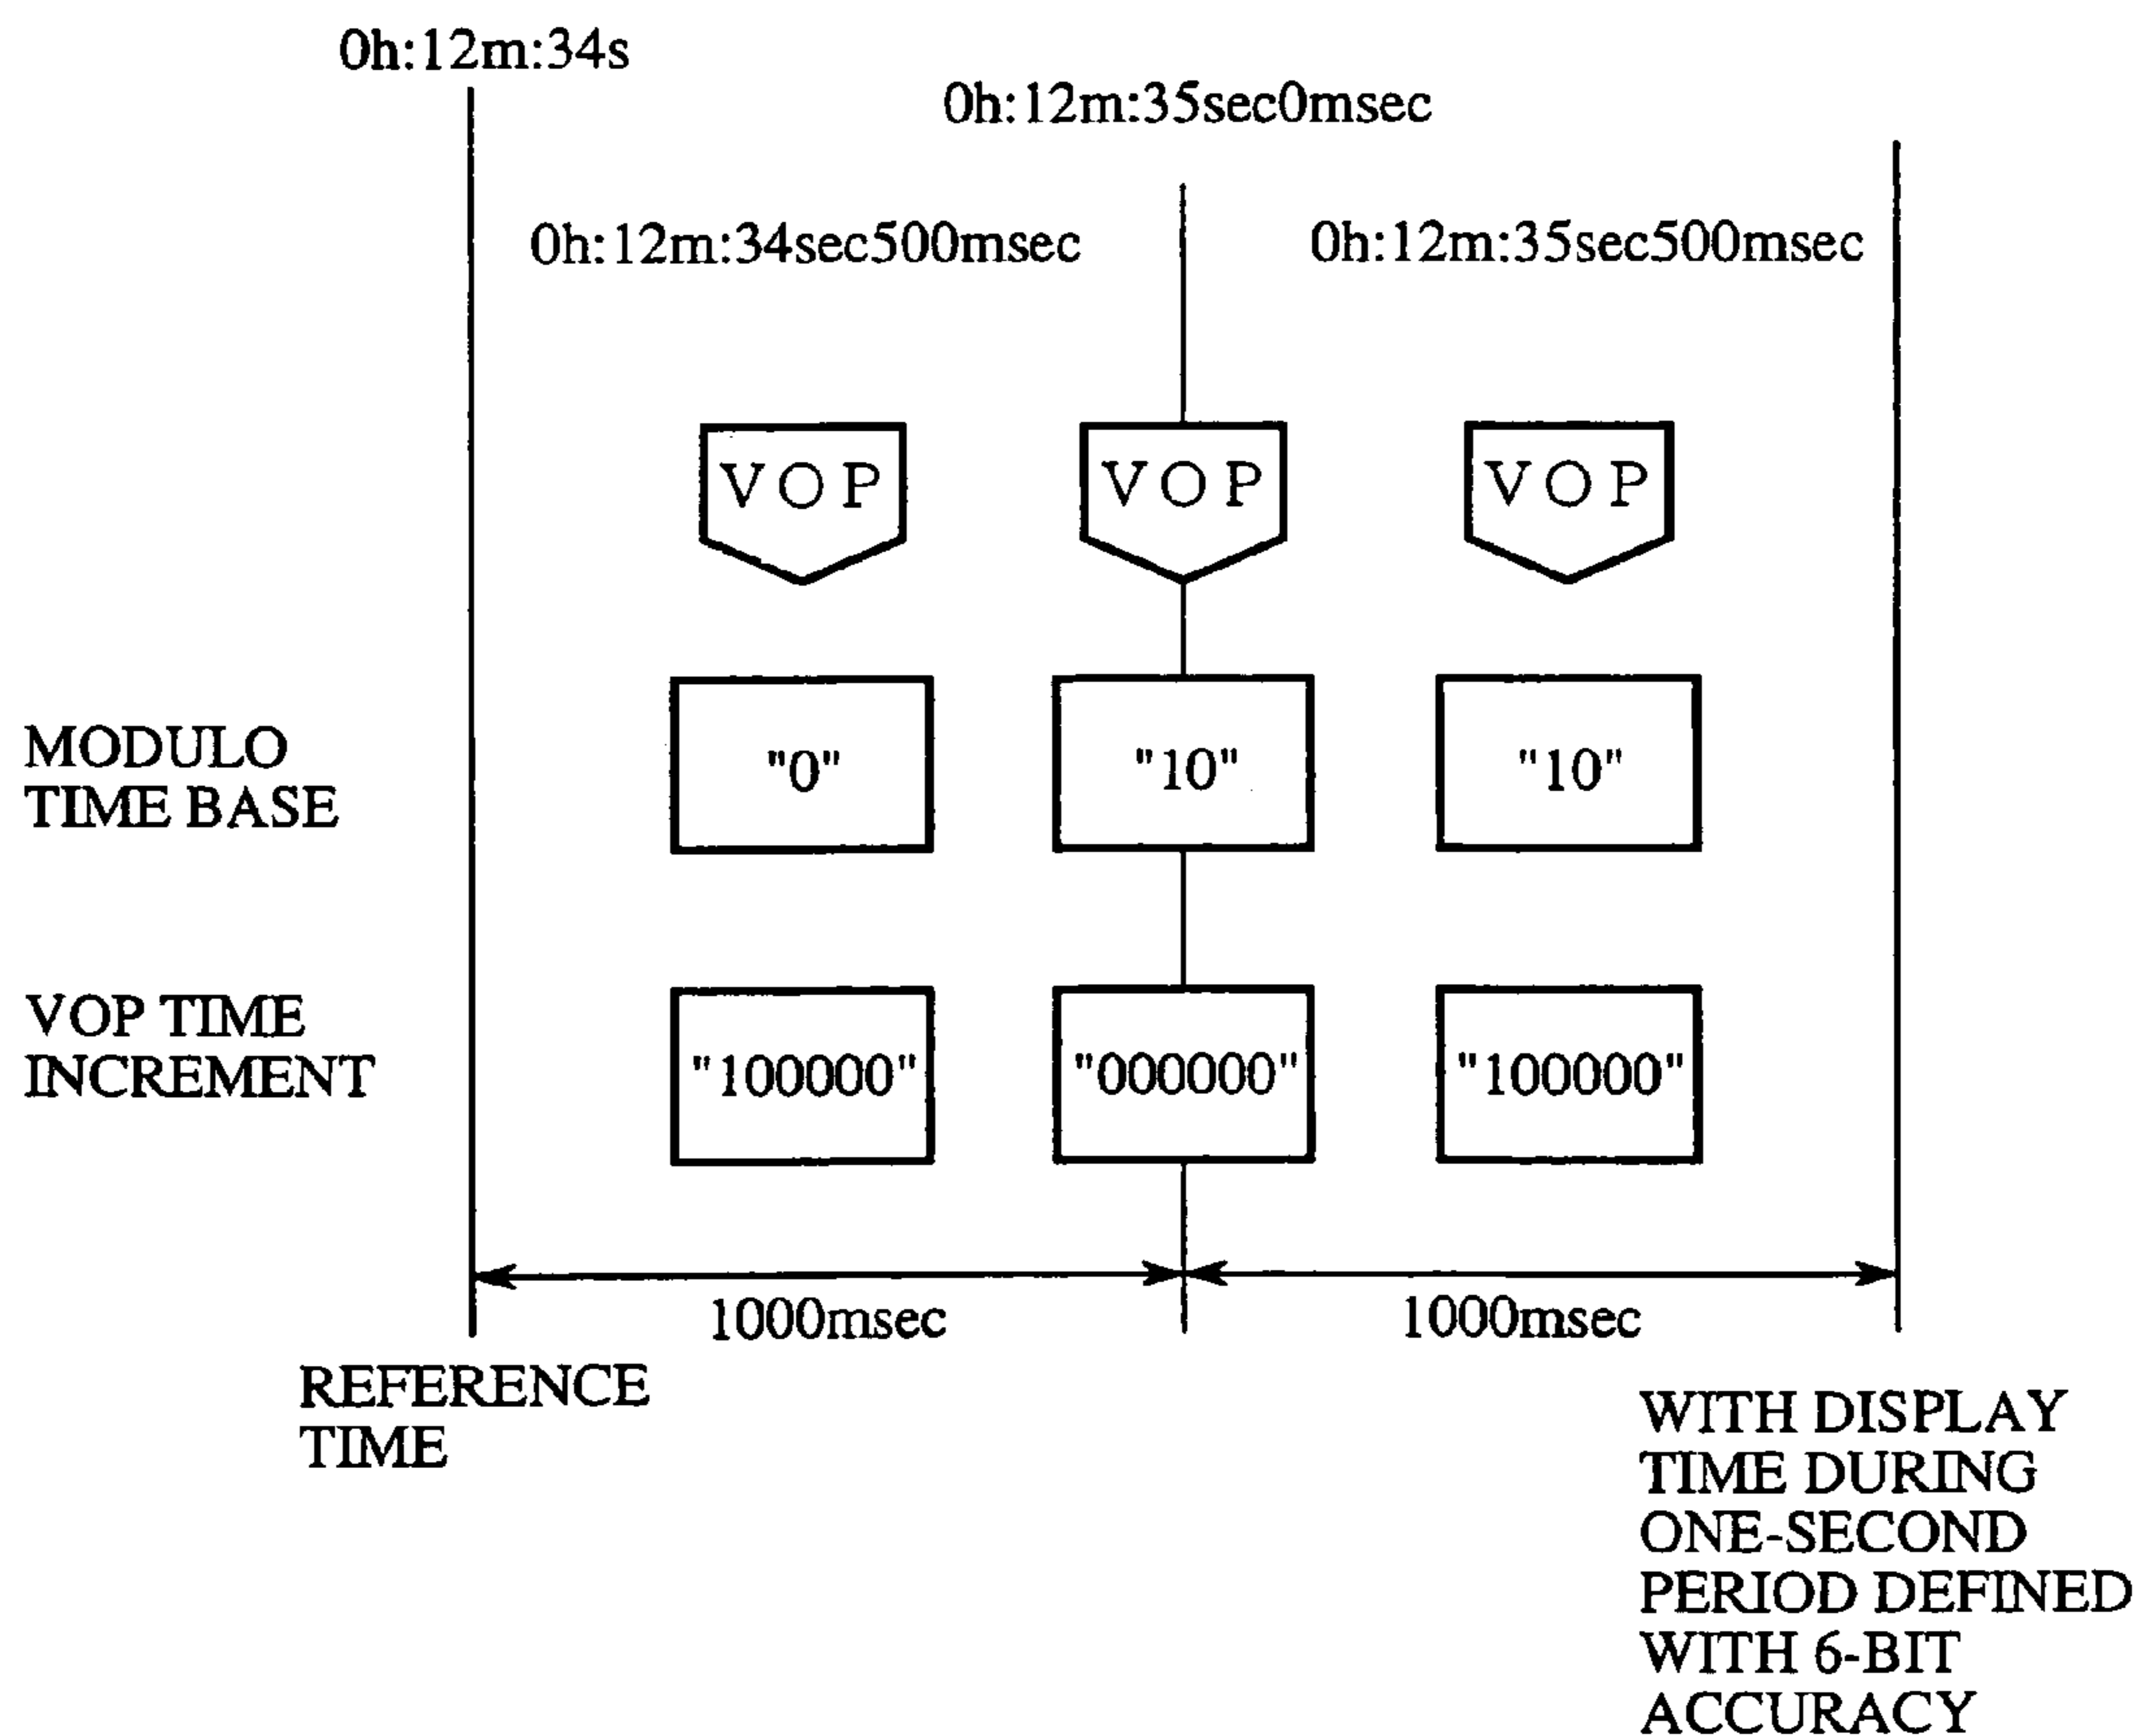 0h:12m:34s
0h:12m:35sec0msec
0h:12m:34sec500msec
0h:12m:35sec500msec
VOP
VOP
VOP
MODULO
TIME BASE
"0"
"10"
"10"
VOP TIME
INCREMENT
"100000"
"000000"
"100000"
1000msec
1000msec
REFERENCE
TIME
WITH DISPLAY
TIME DURING
ONE-SECOND
PERIOD DEFINED
WITH 6-BIT
ACCURACY